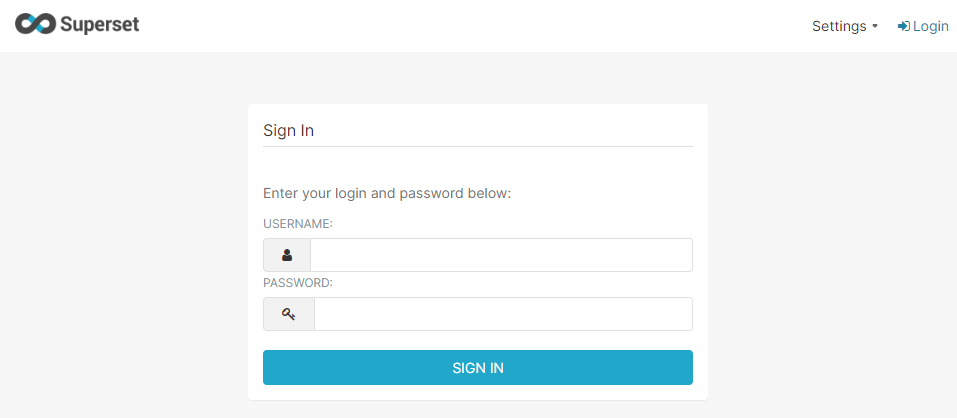 Superset
Settings
Login
Sign In
Enter your login and password below:
USERNAME:
PASSWORD:
SIGN IN